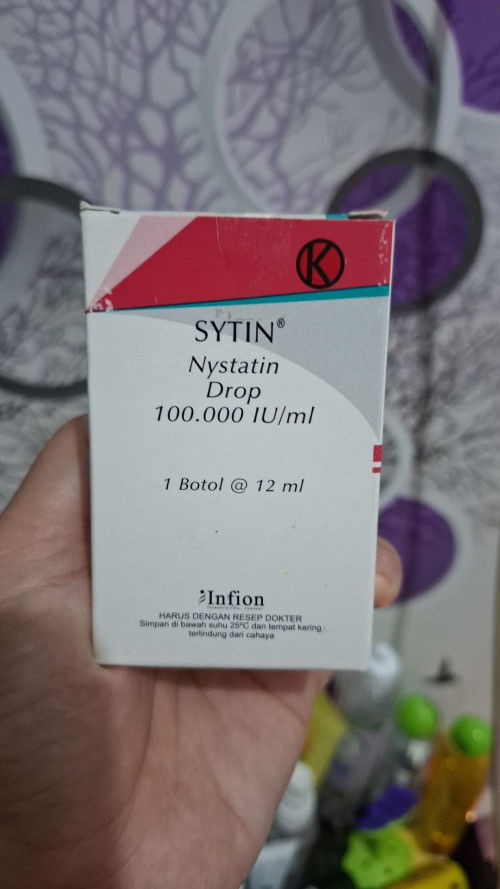 K
SYTIN®
Nystatin
Drop
100.000 IU/ml
1 Botol @ 12 ml
Infion
HARUS DENGAN RESEP DOKTER
Simpan di bawah suhu 25°C dan tempat kering,
terlindung dari cahaya